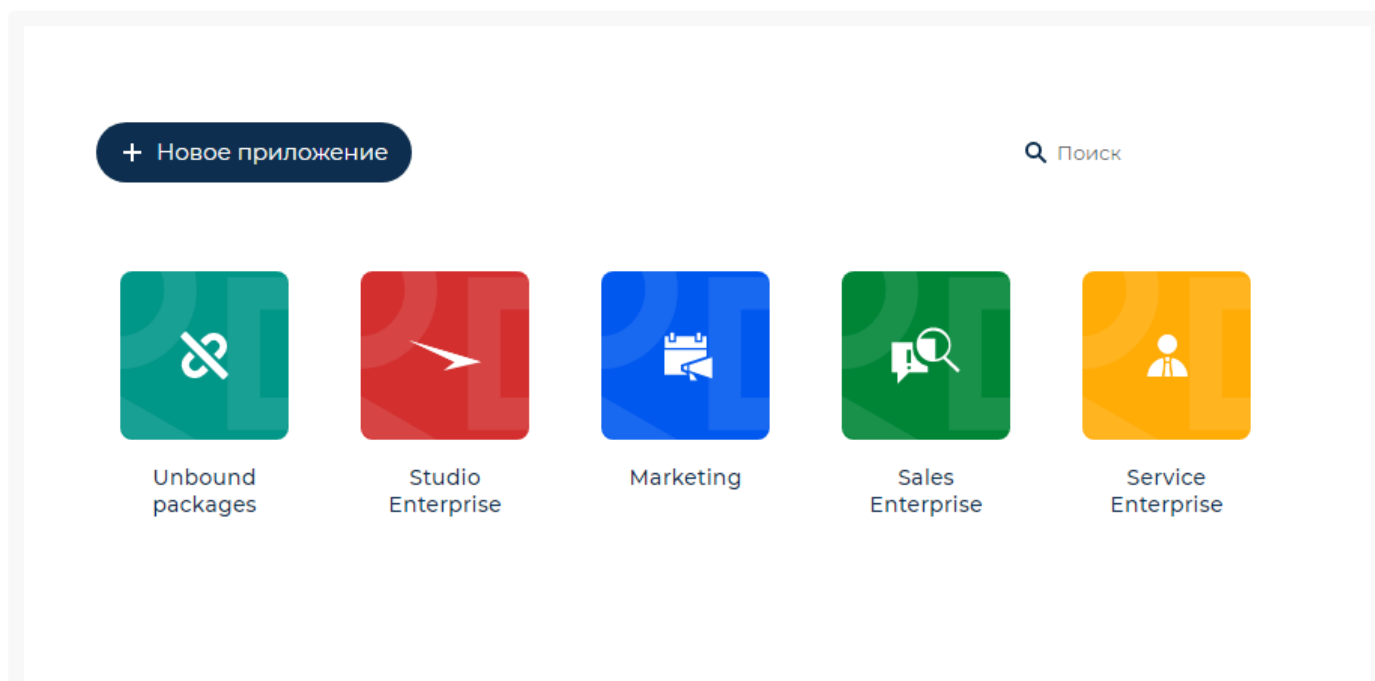 + Новое приложение
Поиск
Unbound
packages
Studio
Enterprise
Marketing
Sales
Enterprise
Service
Enterprise